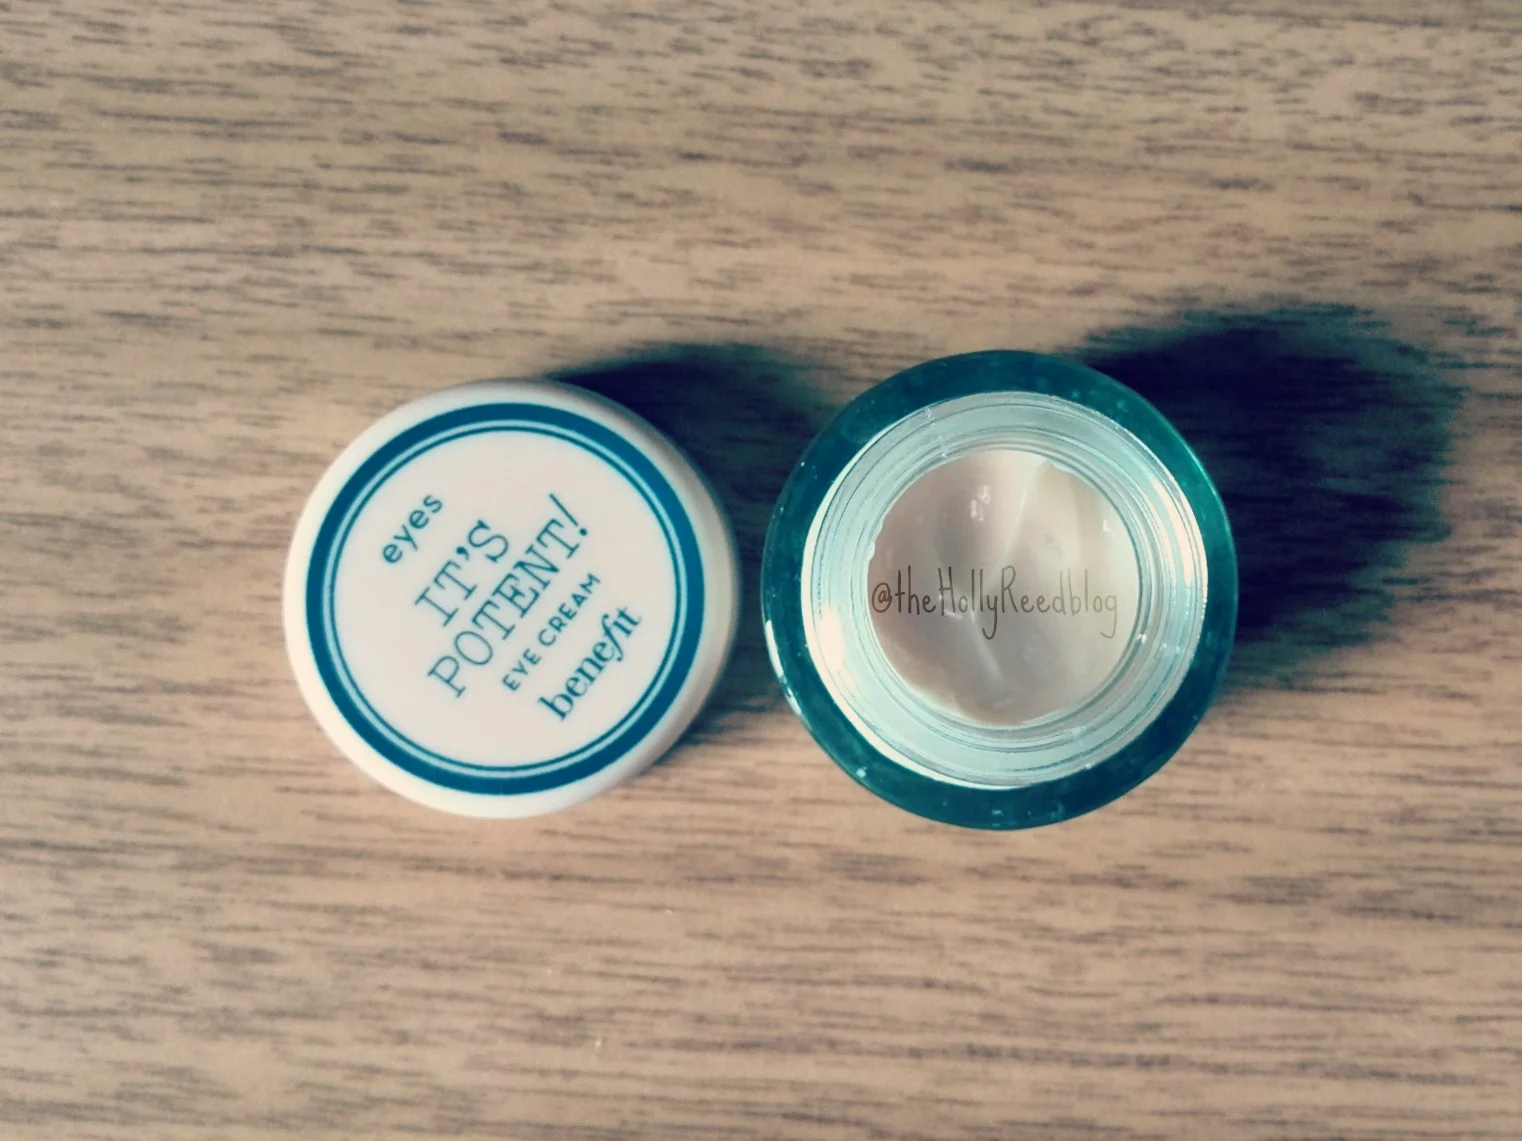 eyes
IT'S
POTENT!
EYE CREAM
benefit
@theHollyReedblog